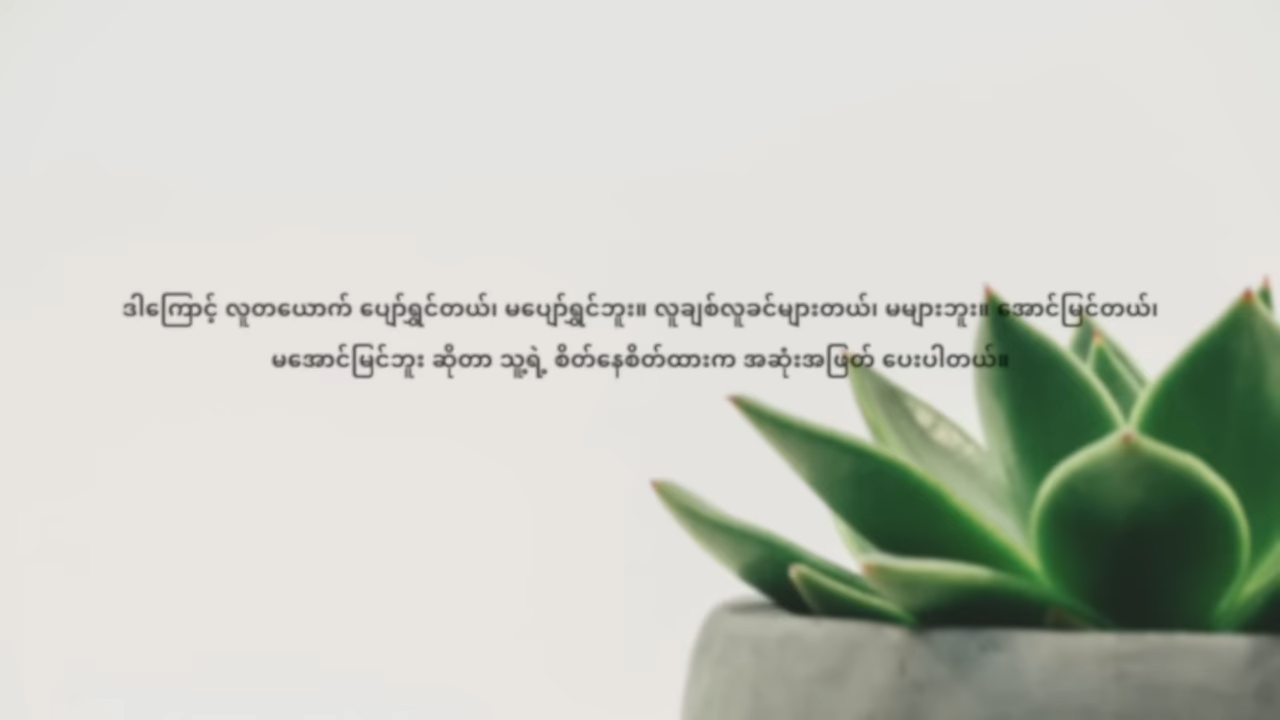 ဒါကြောင့် လူတယောက် ပျော်ရွှင်တယ်၊ မပျော်ရွှင်ဘူး။ လူချစ်လူခင်များတယ်၊ မများဘူး။ အောင်မြင်တယ်၊
မအောင်မြင်ဘူး ဆိုတာ သူ့ရဲ့ စိတ်နေစိတ်ထားက အဆုံးအဖြတ် ပေးပါတယ်။